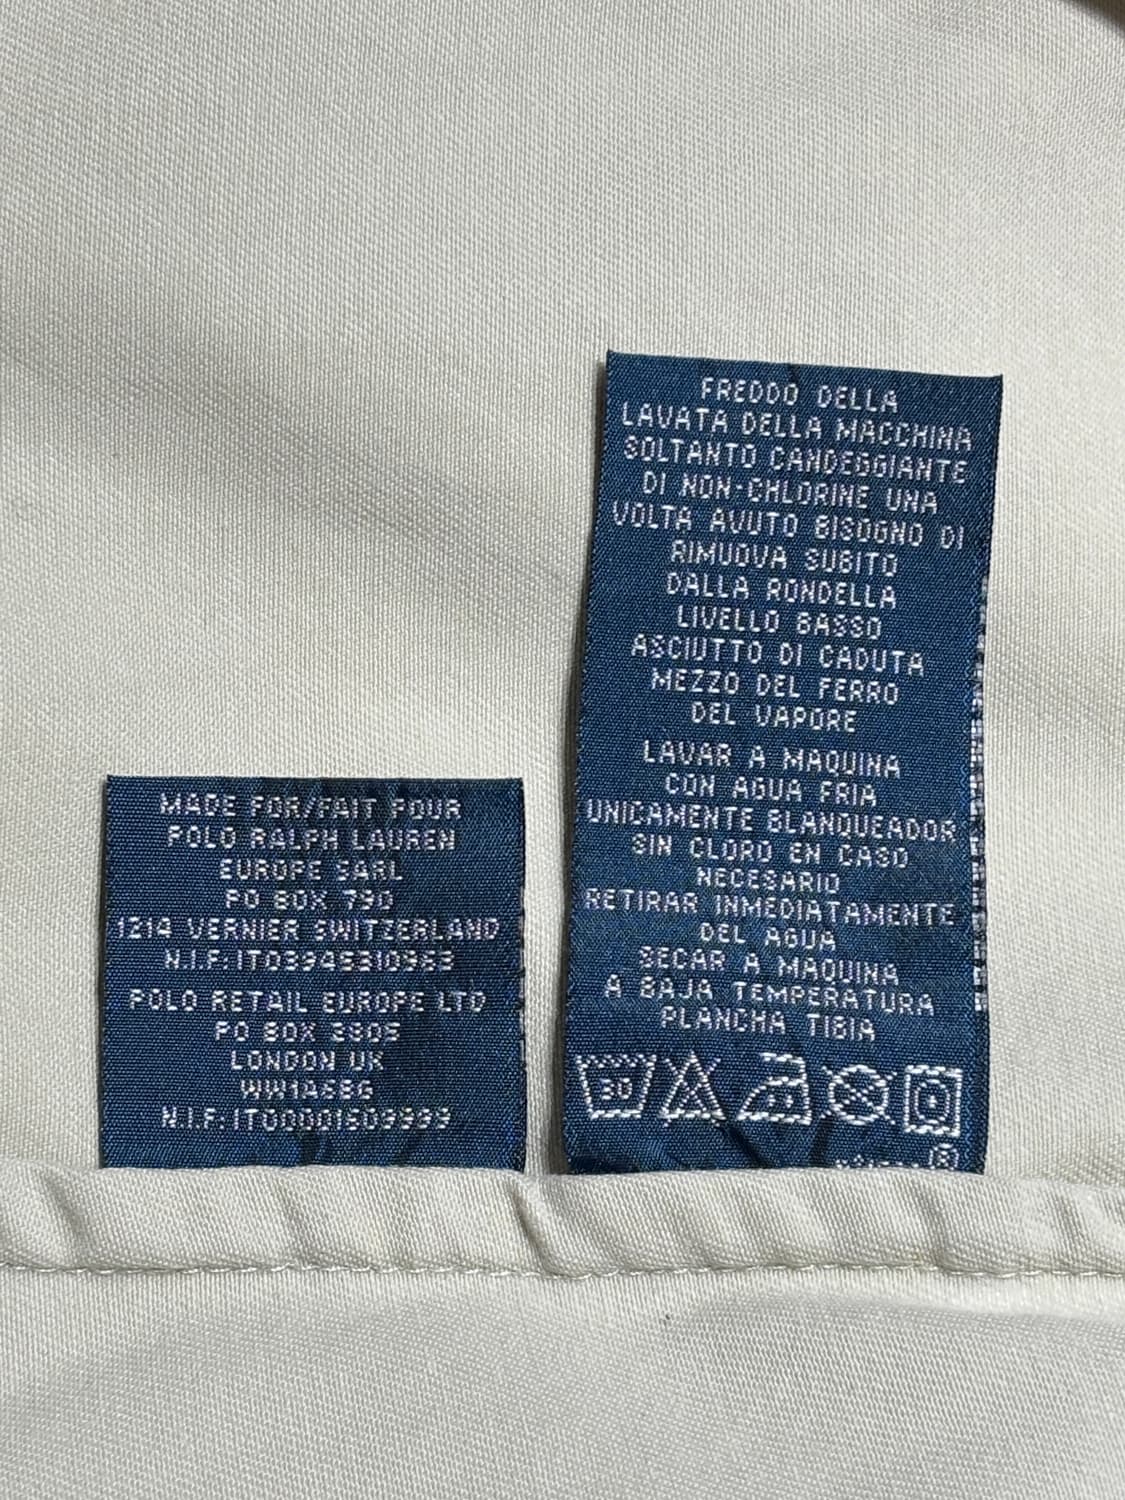 MADE FOR/FAIT POUR
POLO RALPH LAUREN
EUROPE SARL
PO BOX 790
1214 VERNIER SWITZERLAND
N.I.F: IT03945310963
POLO RETAIL EUROPE LTD
PO BOX 3805
LONDON UK
WW1A6BG
N.I.F: IT00001609999
FREDDO DELLA
LAVATA DELLA MACCHINA
SOLTANTO CANDEGGIANTE
DI NON-CHLORINE UNA
VOLTA AVUTO BISOGNO DI
RIMUOVA SUBITO
DALLA RONDELLA
LIVELLO BASSO
ASCIUTTO DI CADUTA
MEZZO DEL FERRO
DEL VAPORE
LAVAR A MAQUINA
CON AGUA FRIA
UNICAMENTE BLANQUEADOR
SIN CLORO EN CASO
NECESARIO
RETIRAR INMEDIATAMENTE
DEL AGUA
SECAR A MAQUINA
A BAJA TEMPERATURA
PLANCHA TIBIA
30
®